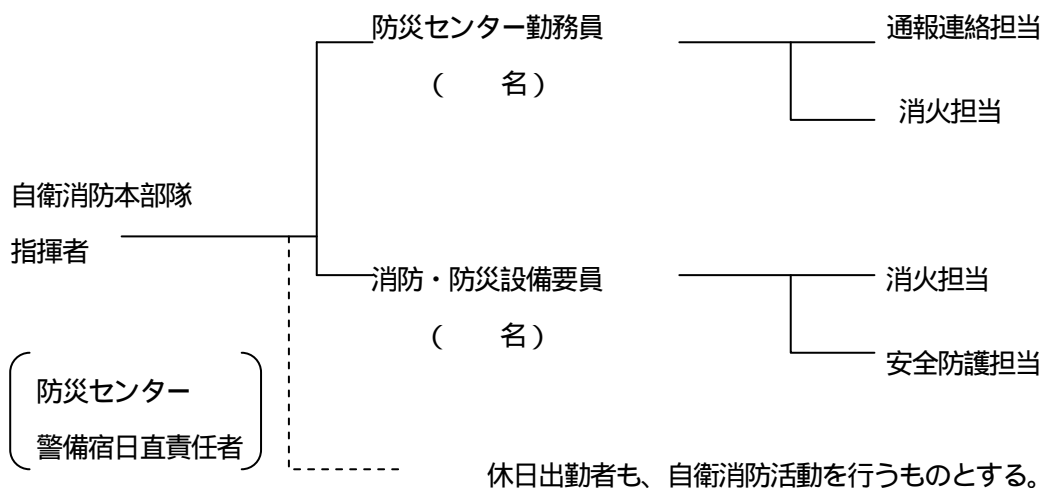 防災センター勤務員
(　　名)
通報連絡担当
消火担当
自衛消防本部隊
指揮者
消防・防災設備要員
(　　名)
消火担当
安全防護担当
防災センター
警備宿日直責任者
休日出勤者も、自衛消防活動を行うものとする。